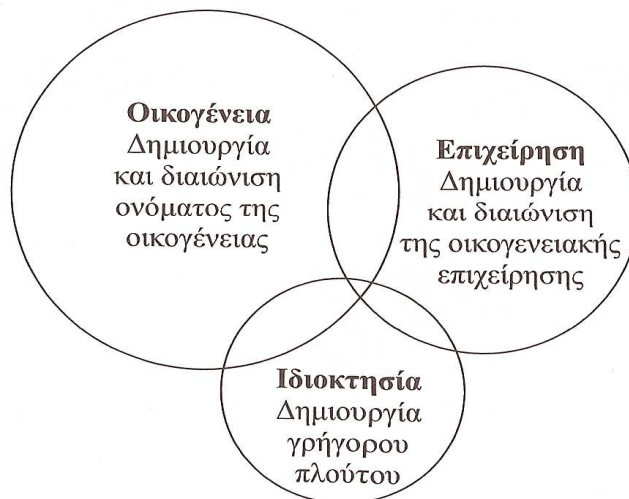 Οικογένεια
Δημιουργία
και διαιώνιση
ονόματος της
οικογένειας
Επιχείρηση
Δημιουργία
και διαιώνιση
της οικογενειακής
επιχείρησης
Ιδιοκτησία
Δημιουργία
γρήγορου
πλούτου